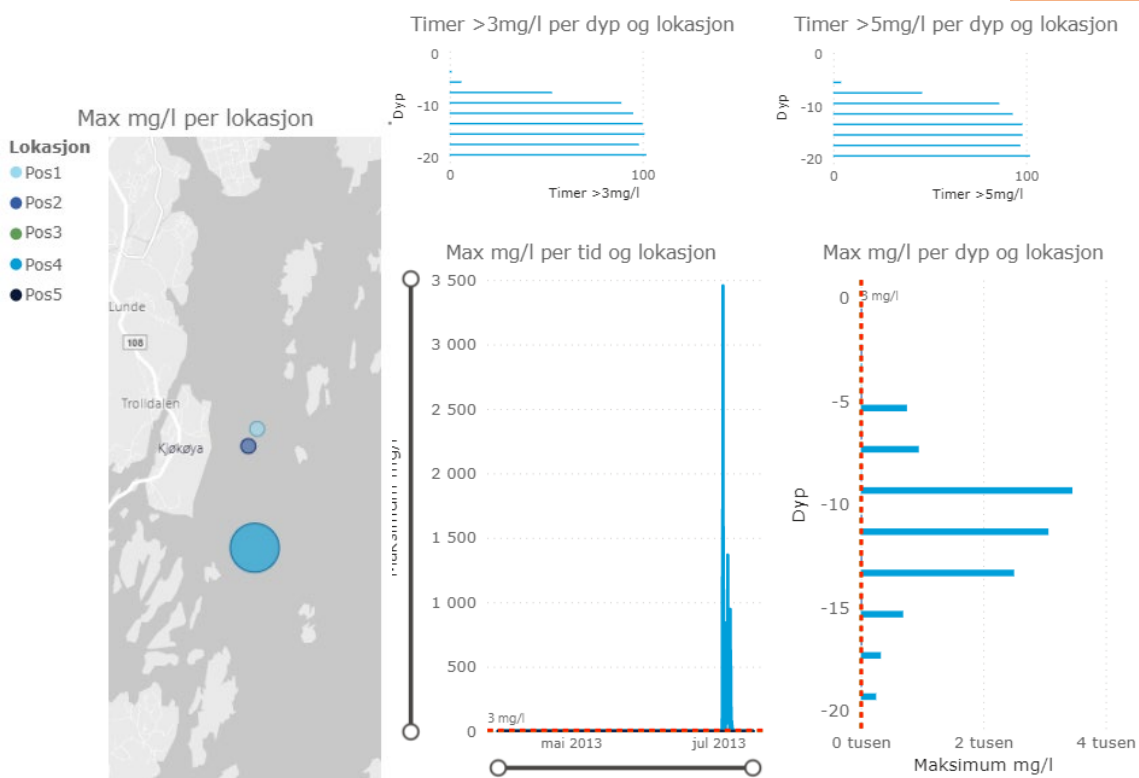 Timer >3mg/l per dyp og lokasjon
0
-10
-20
Dyp
0
100
Timer >3mg/l
Timer >5mg/l per dyp og lokasjon
0
-10
-20
Dyp
0
100
Timer >5mg/l
Max mg/l per lokasjon
Lokasjon
Pos1
Pos2
Pos3
Pos4
Pos5
Lunde
108
Trolldalen
Kjøkøya
Max mg/l per tid og lokasjon
3 500
3 000
2 500
2 000
1 500
1 000
500
0
Maksimum mg/l
3 mg/l
mai 2013
jul 2013
Max mg/l per dyp og lokasjon
3 mg/l
0
-5
-10
-15
-20
Dyp
0 tusen
2 tusen
4 tusen
Maksimum mg/l